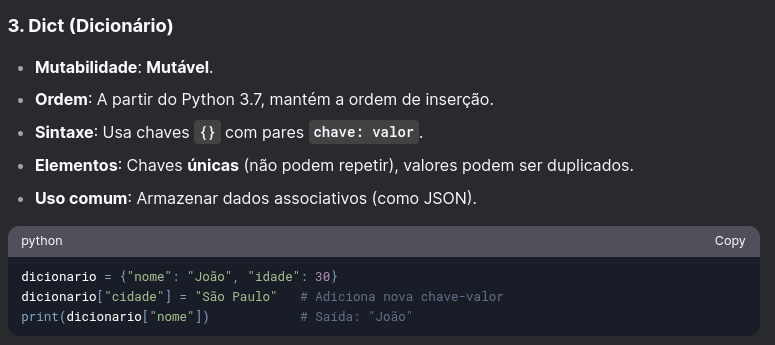 3. Dict (Dicionário)
• Mutabilidade: Mutável.
• Ordem: A partir do Python 3.7, mantém a ordem de inserção.
• Sintaxe: Usa chaves {} com pares chave: valor.
• Elementos: Chaves únicas (não podem repetir), valores podem ser duplicados.
• Uso comum: Armazenar dados associativos (como JSON).
python Copy
dicionario = {"nome": "João", "idade": 30}
dicionario["cidade"] = "São Paulo"   # Adiciona nova chave-valor
print(dicionario["nome"])            # Saída: "João"